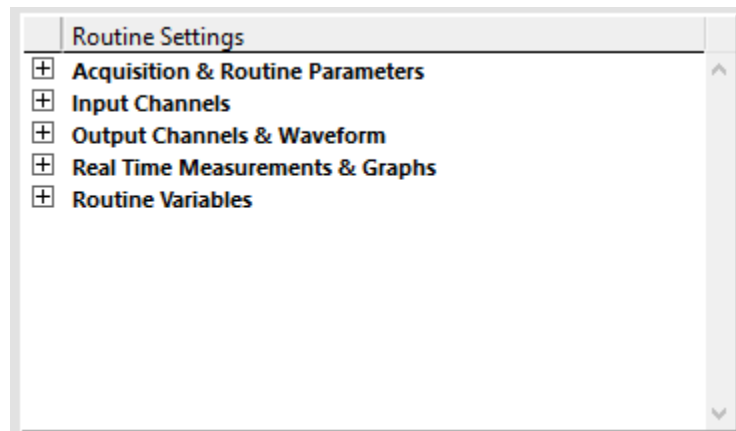 Routine Settings
Acquisition & Routine Parameters
Input Channels
Output Channels & Waveform
Real Time Measurements & Graphs
Routine Variables